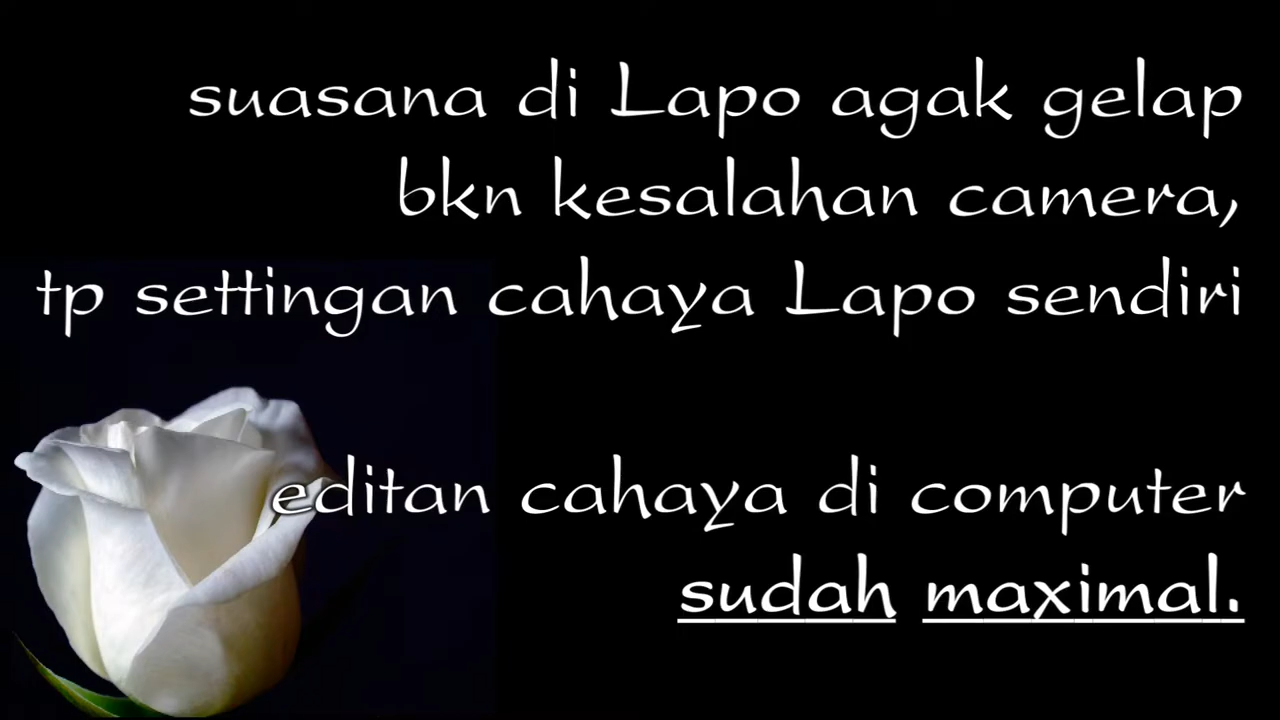 suasana di Lapo agak gelap
bkn kesalahan camera,
tp settingan cahaya Lapo sendiri
editan cahaya di computer
sudah maximal.